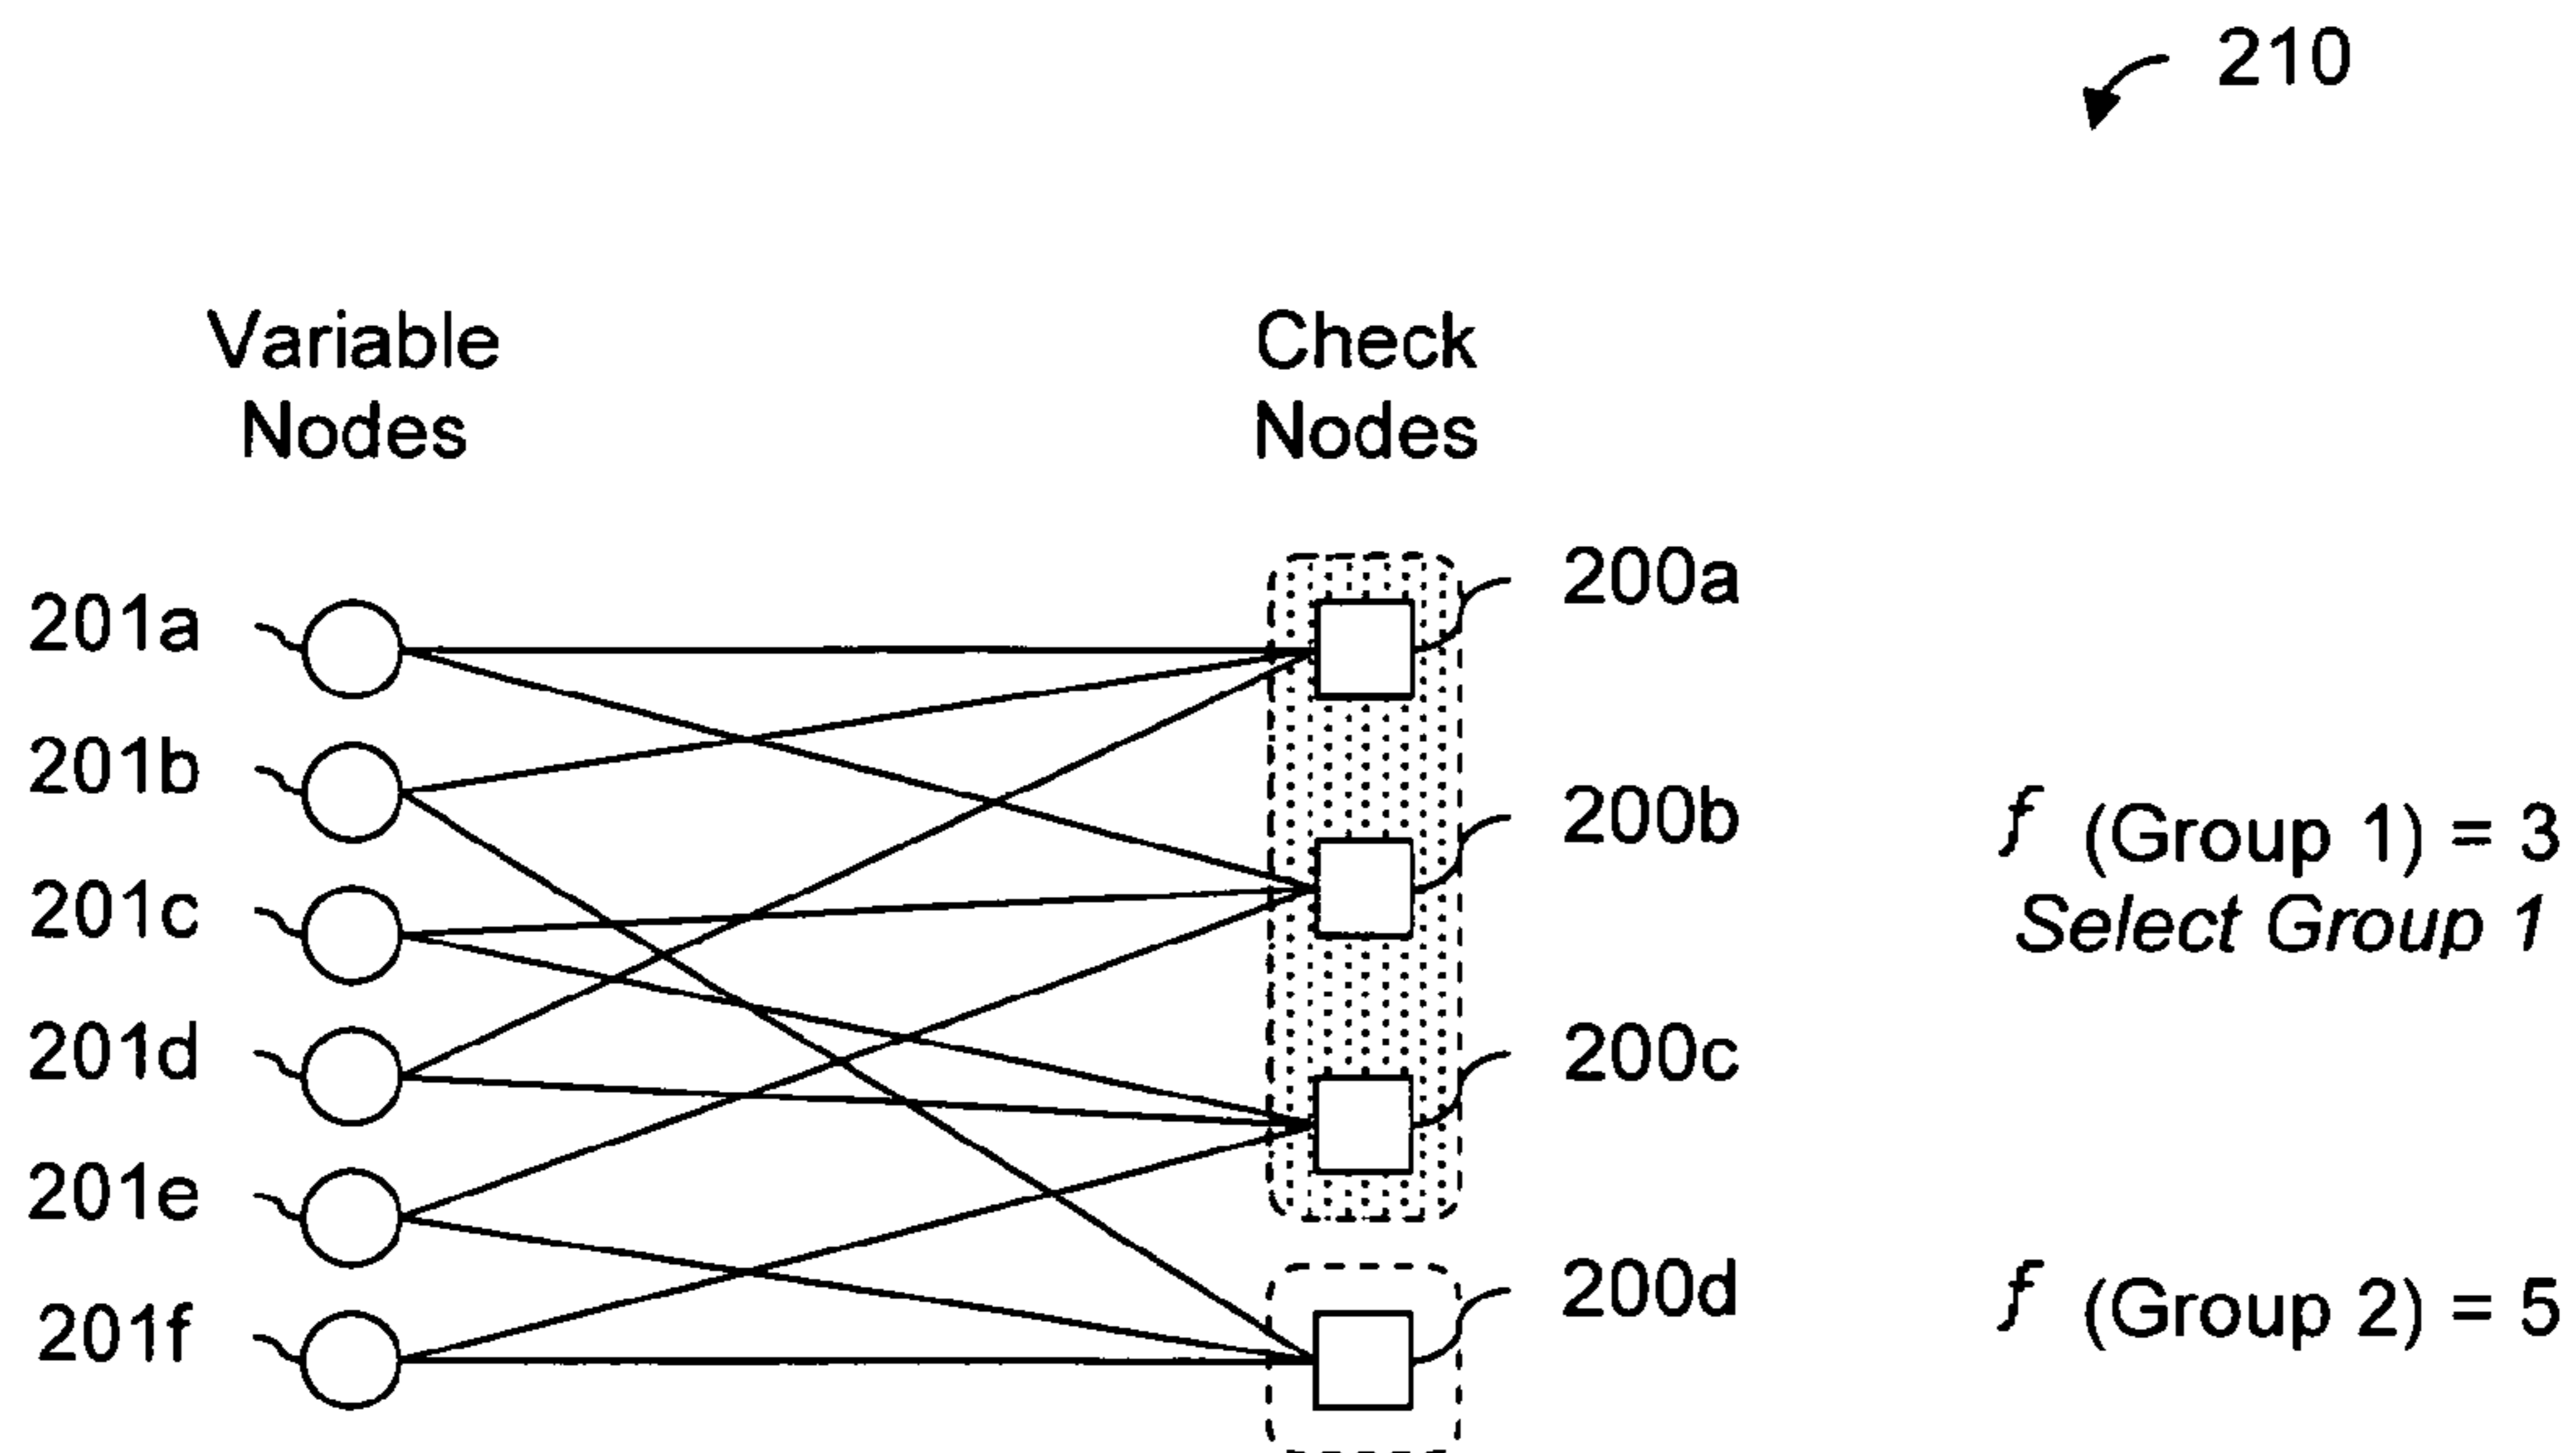 210
Variable
Nodes
Check
Nodes
201a
201b
201c
201d
201e
201f
200a
200b
200c
200d
f (Group 1) = 3
Select Group 1
f (Group 2) = 5